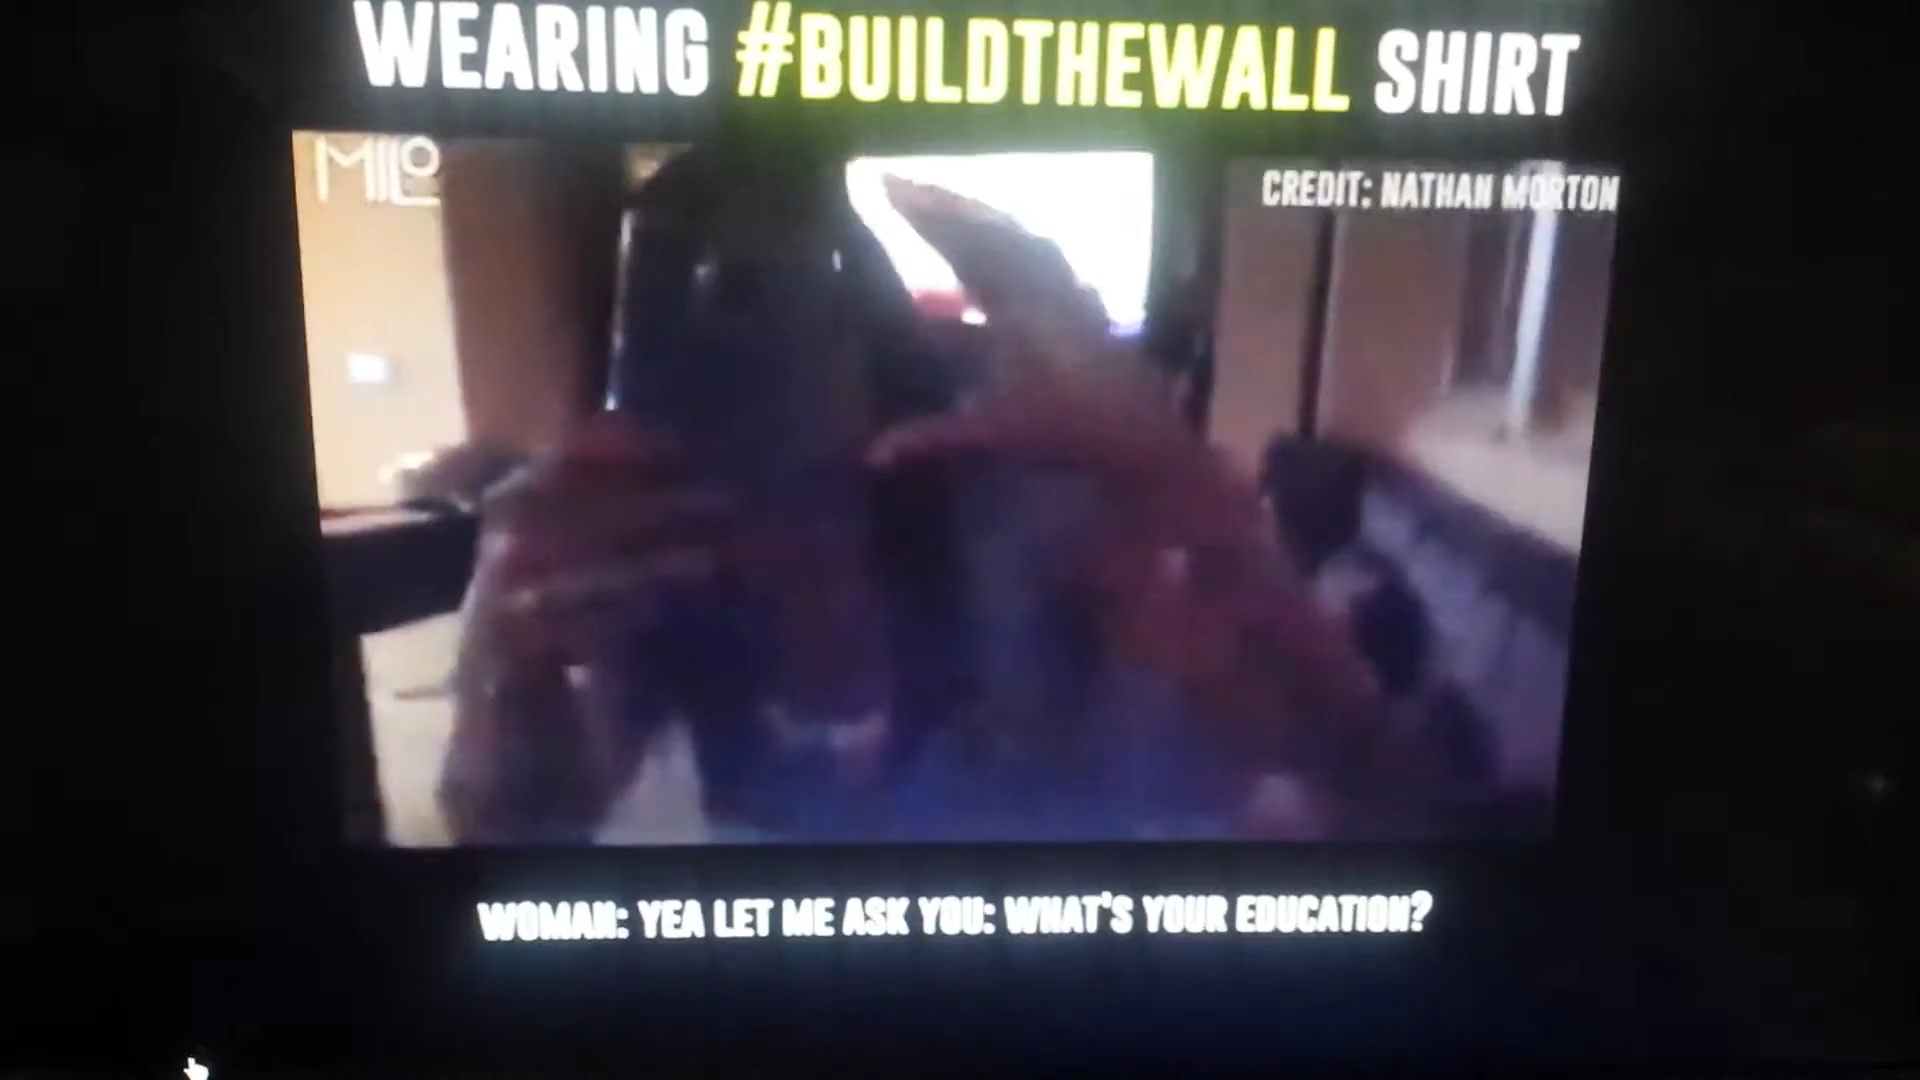 WEARING #BUILDTHEWALL SHIRT
MILO
CREDIT: NATHAN MORTON
WOMAN: YEA LET ME ASK YOU: WHAT'S YOUR EDUCATION?